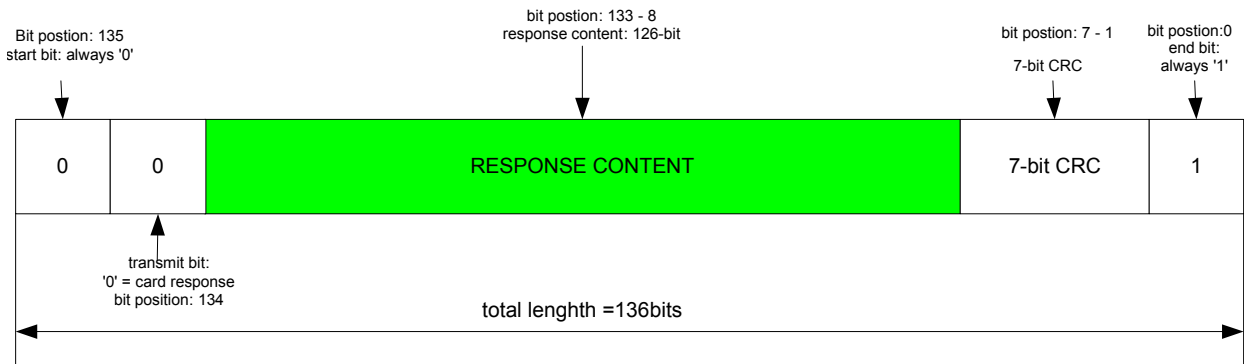 Bit postion: 135
start bit: always '0'
bit postion: 133 - 8
response content: 126-bit
bit postion: 7 - 1
7-bit CRC
bit postion:0
end bit:
always '1'
0
0
RESPONSE CONTENT
7-bit CRC
1
transmit bit:
'0' = card response
bit position: 134
total lenghth =136bits